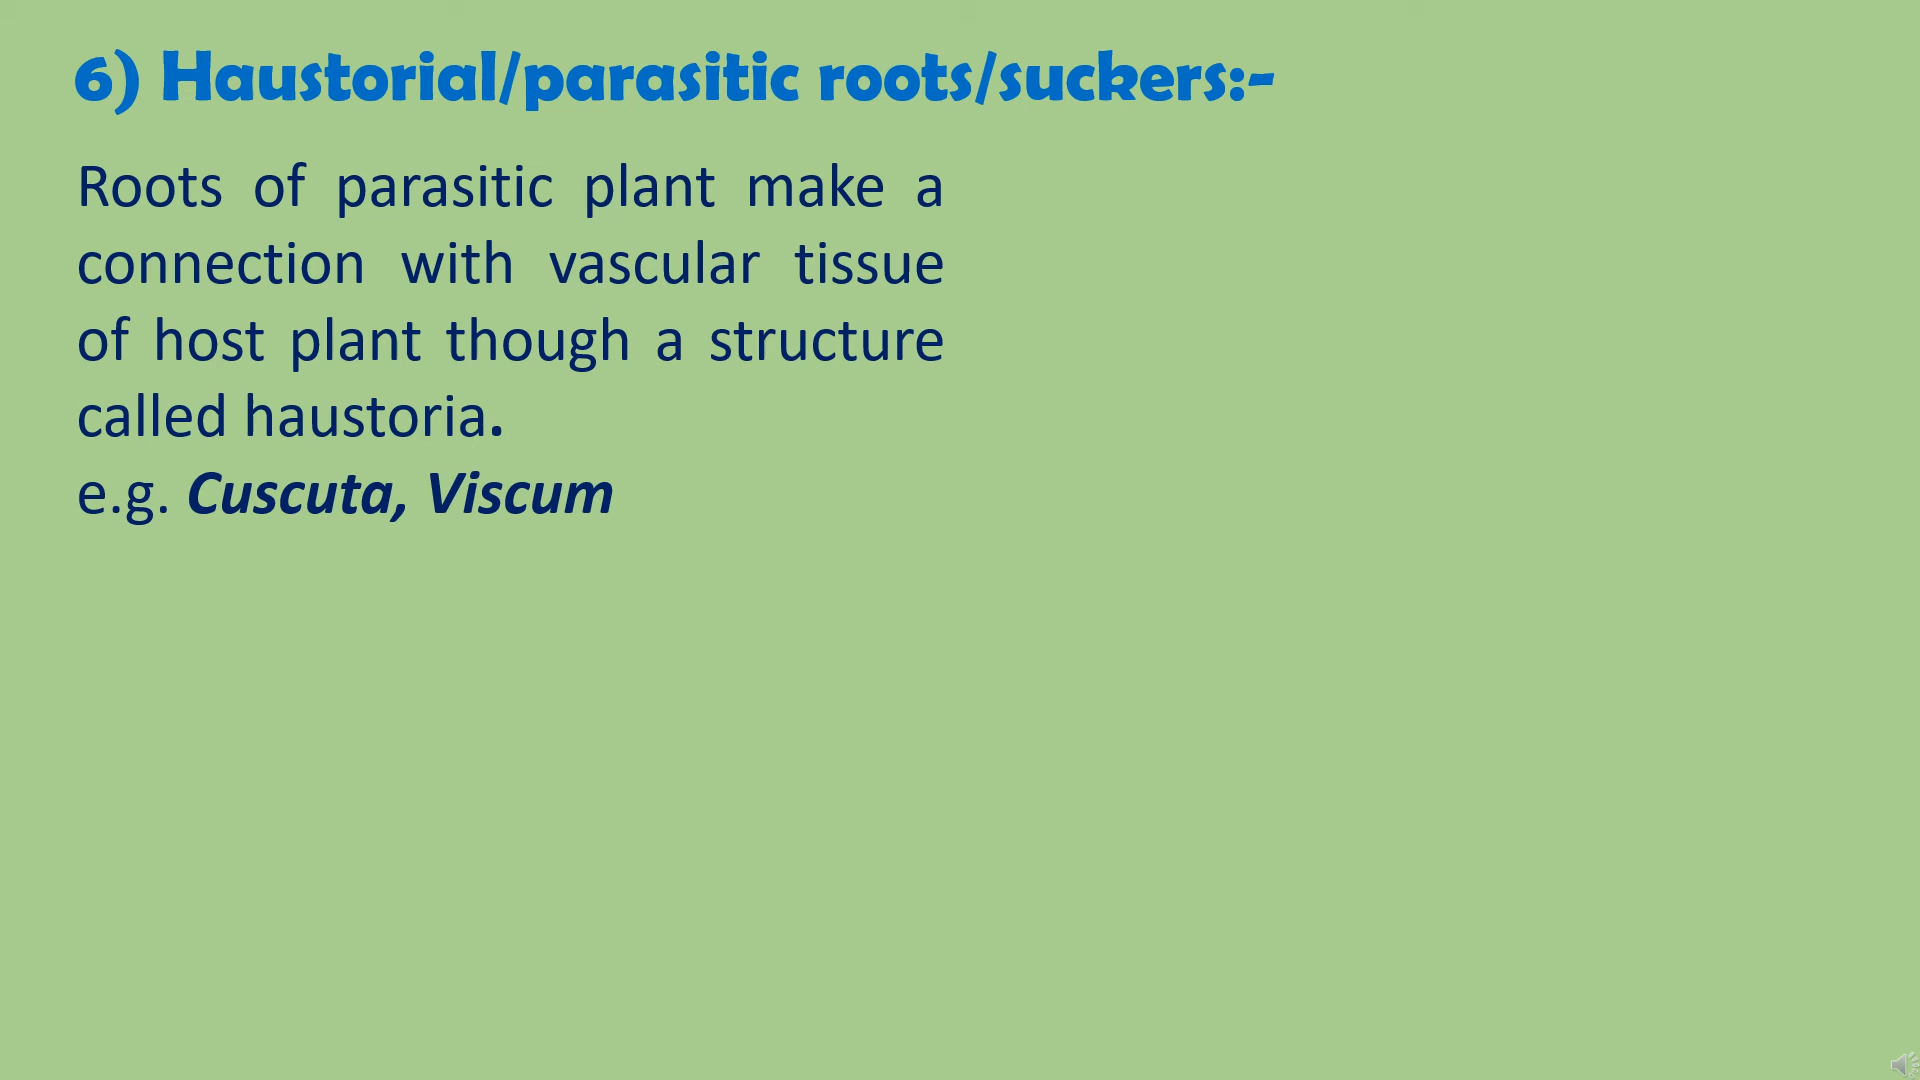 6) Haustorial/parasitic roots/suckers:-
Roots of parasitic plant make a
connection with vascular tissue
of host plant though a structure
called haustoria.
e.g. Cuscuta, Viscum